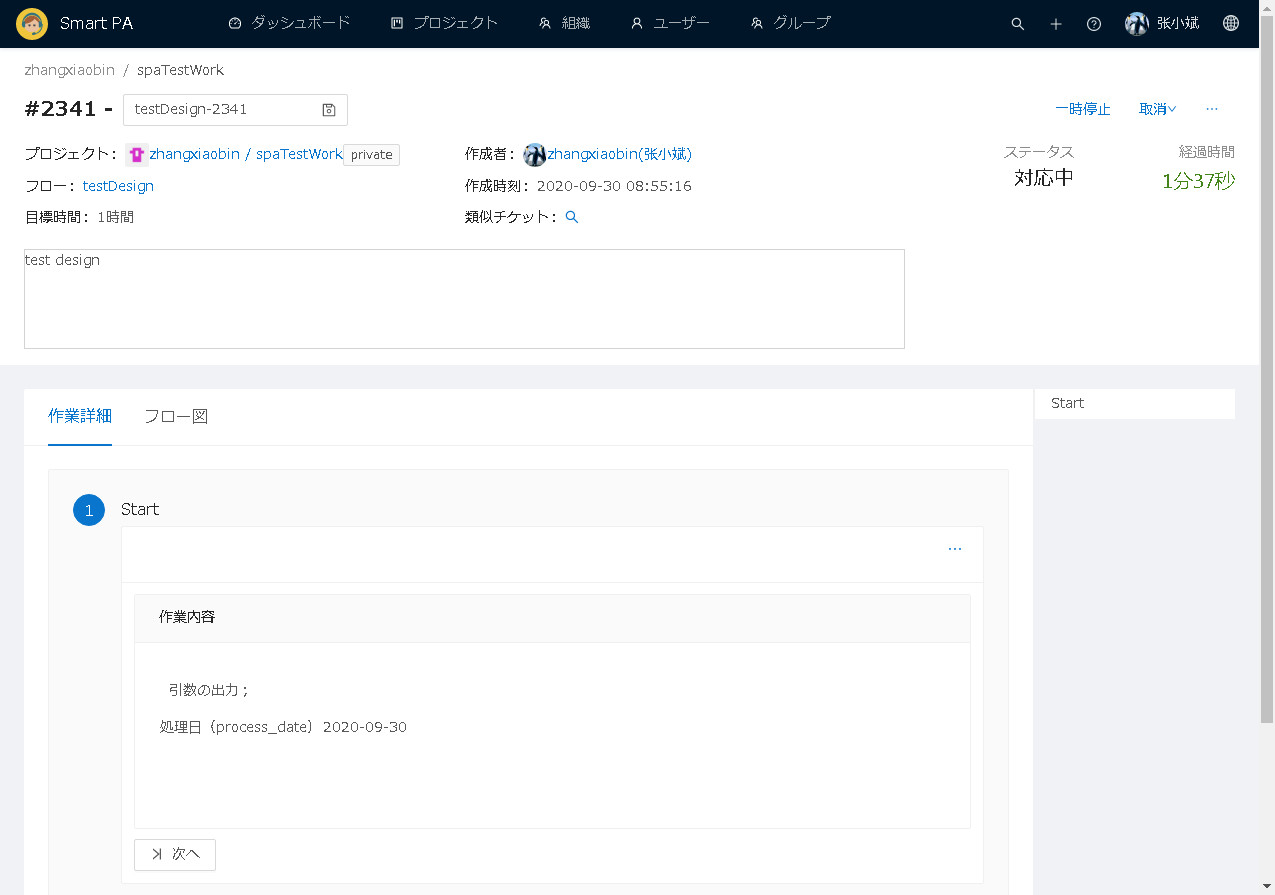 Smart PA ダッシュボード プロジェクト 組織 ユーザー グループ 张小斌
zhangxiaobin / spaTestWork
#2341 - testDesign-2341 一時停止 取消 ...
プロジェクト： zhangxiaobin / spaTestWork private 作成者： zhangxiaobin(张小斌) ステータス 経過時間
対応中 1分37秒
フロー： testDesign 作成時刻： 2020-09-30 08:55:16
目標時間： 1時間 類似チケット：
test design
作業詳細 フロー図 Start
1 Start
...
作業内容
引数の出力；
処理日（process_date）2020-09-30
次へ